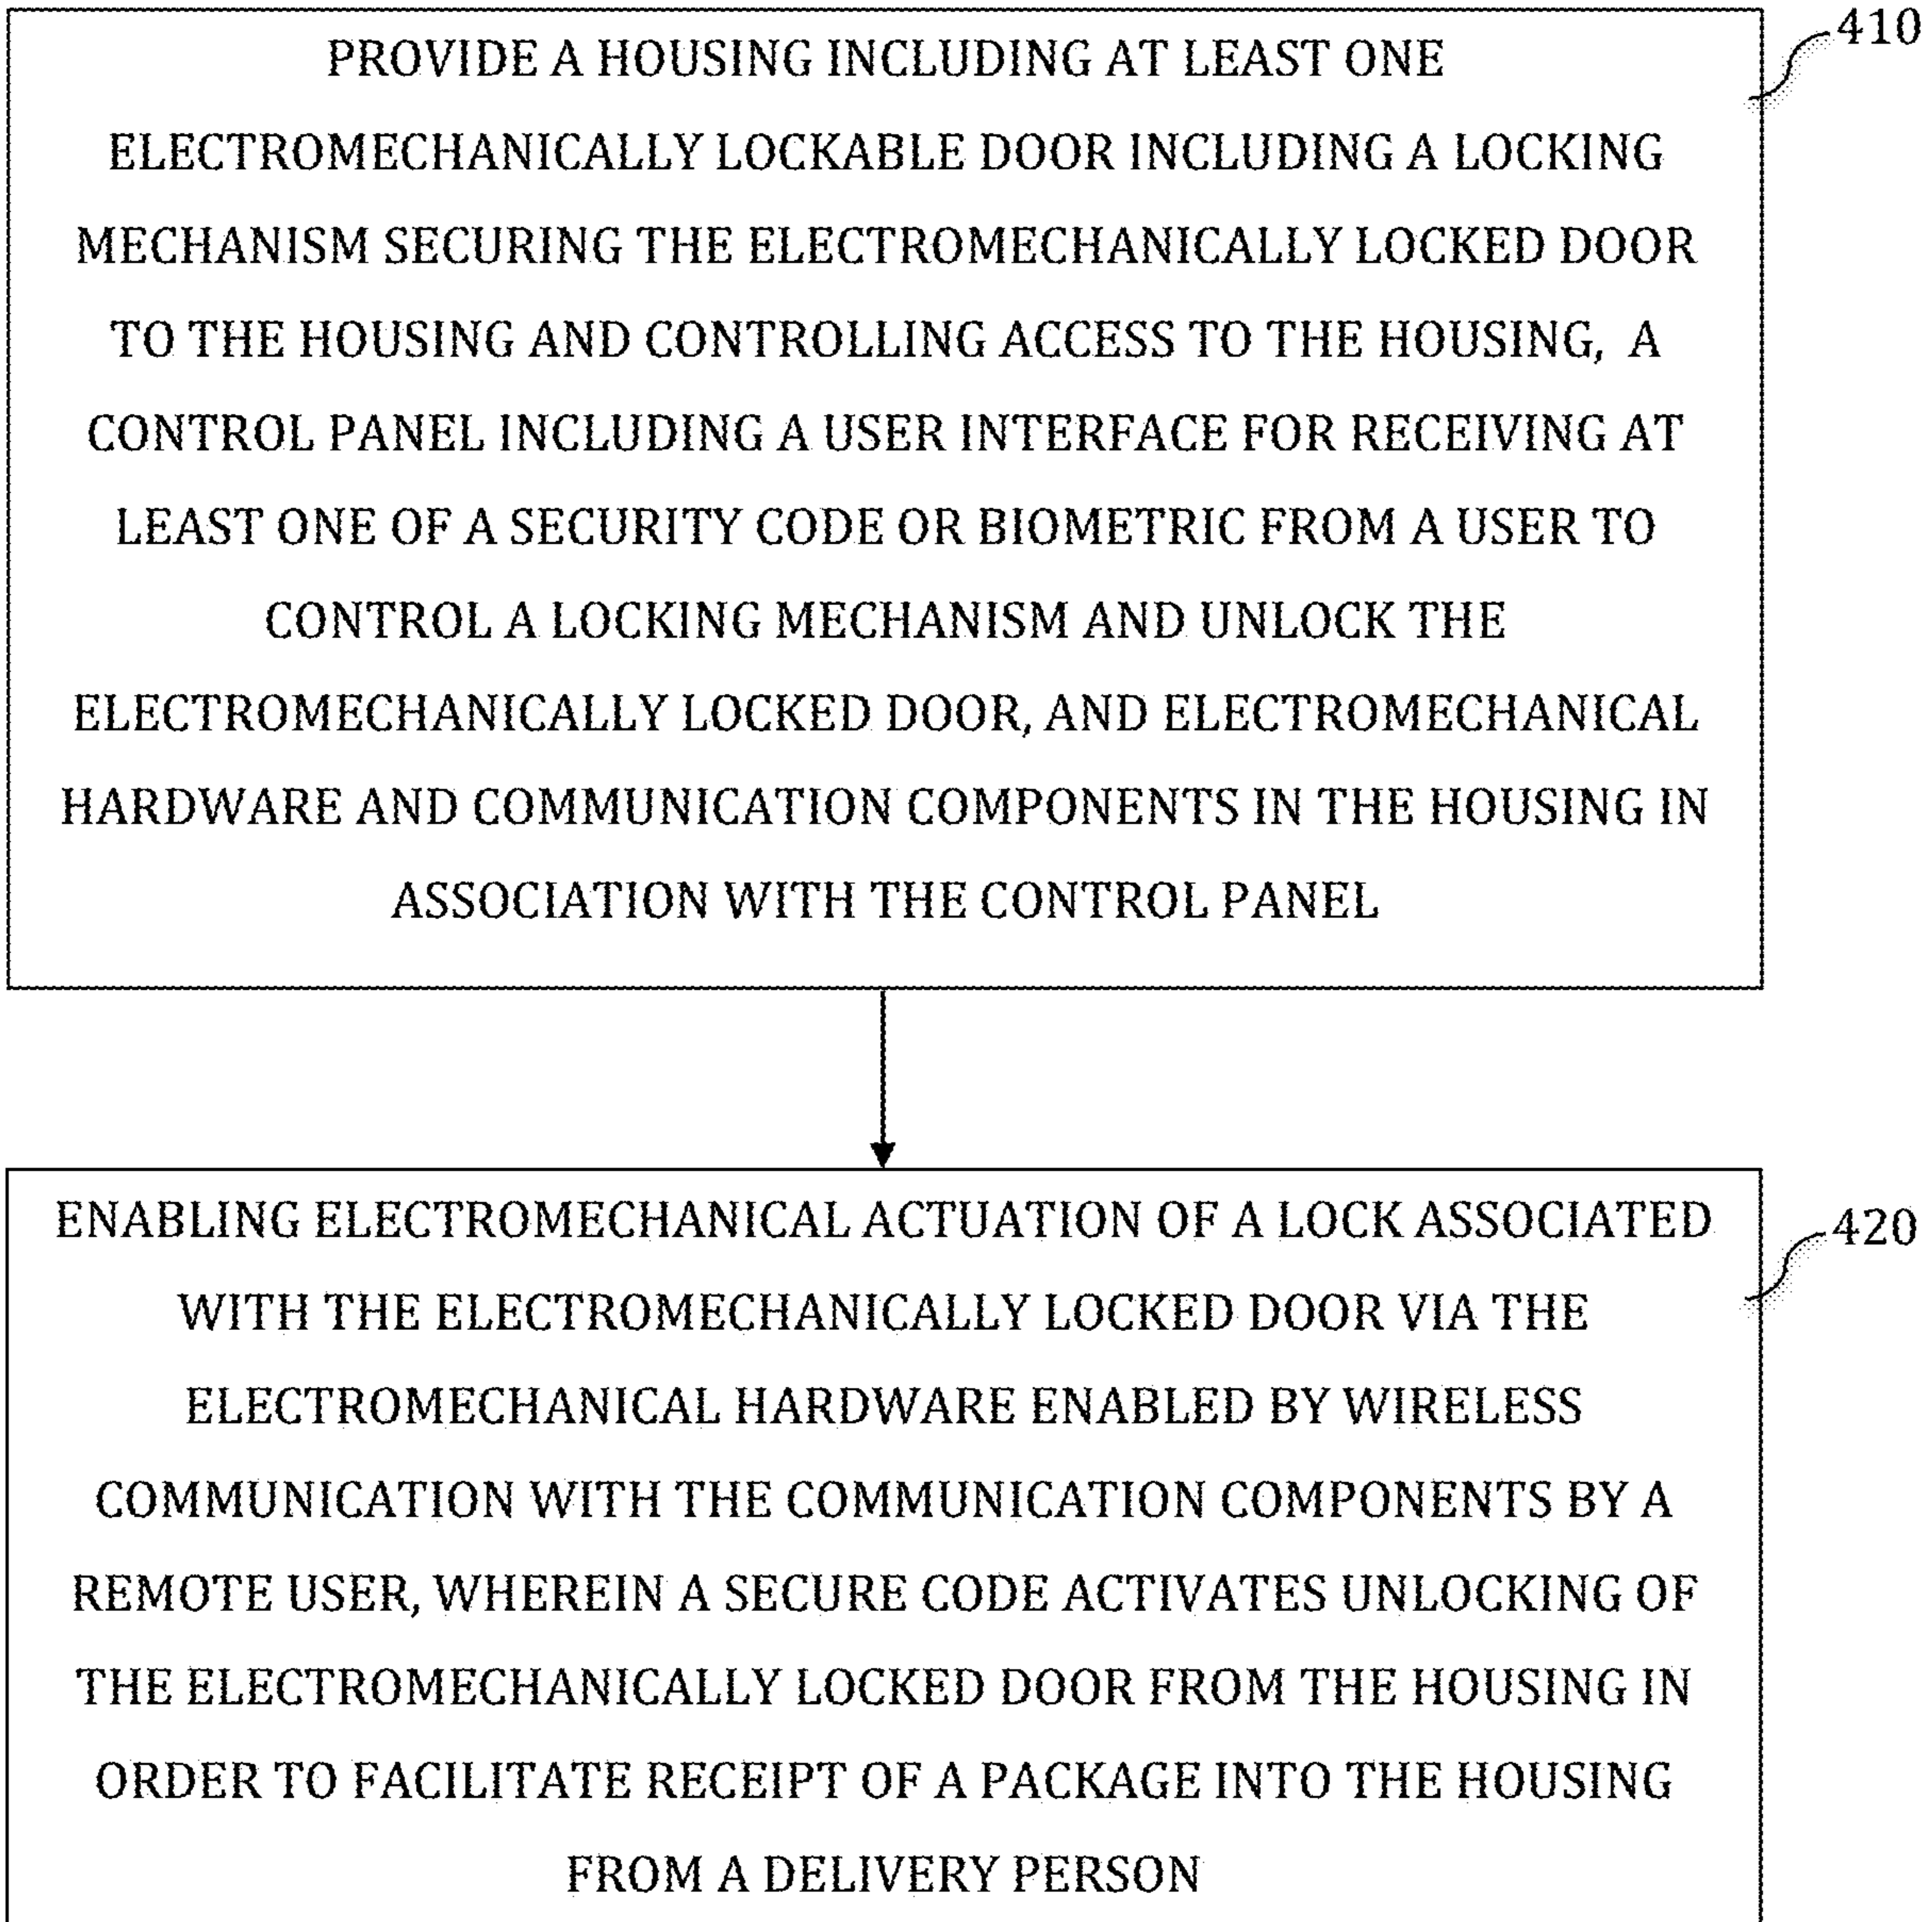 410
PROVIDE A HOUSING INCLUDING AT LEAST ONE
ELECTROMECHANICALLY LOCKABLE DOOR INCLUDING A LOCKING
MECHANISM SECURING THE ELECTROMECHANICALLY LOCKED DOOR
TO THE HOUSING AND CONTROLLING ACCESS TO THE HOUSING, A
CONTROL PANEL INCLUDING A USER INTERFACE FOR RECEIVING AT
LEAST ONE OF A SECURITY CODE OR BIOMETRIC FROM A USER TO
CONTROL A LOCKING MECHANISM AND UNLOCK THE
ELECTROMECHANICALLY LOCKED DOOR, AND ELECTROMECHANICAL
HARDWARE AND COMMUNICATION COMPONENTS IN THE HOUSING IN
ASSOCIATION WITH THE CONTROL PANEL
420
ENABLING ELECTROMECHANICAL ACTUATION OF A LOCK ASSOCIATED
WITH THE ELECTROMECHANICALLY LOCKED DOOR VIA THE
ELECTROMECHANICAL HARDWARE ENABLED BY WIRELESS
COMMUNICATION WITH THE COMMUNICATION COMPONENTS BY A
REMOTE USER, WHEREIN A SECURE CODE ACTIVATES UNLOCKING OF
THE ELECTROMECHANICALLY LOCKED DOOR FROM THE HOUSING IN
ORDER TO FACILITATE RECEIPT OF A PACKAGE INTO THE HOUSING
FROM A DELIVERY PERSON